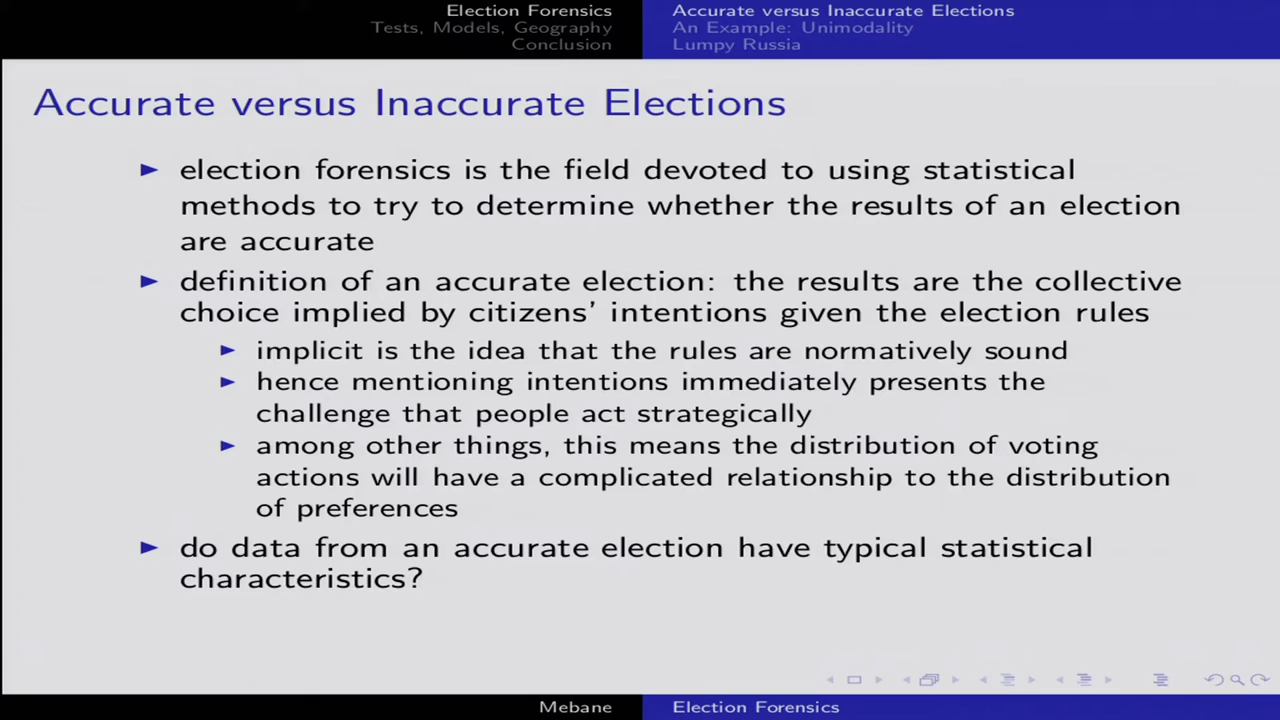 Election Forensics
Tests, Models, Geography
Conclusion
Accurate versus Inaccurate Elections
An Example: Unimodality
Lumpy Russia
Accurate versus Inaccurate Elections
election forensics is the field devoted to using statistical
methods to try to determine whether the results of an election
are accurate
definition of an accurate election: the results are the collective
choice implied by citizens’ intentions given the election rules
implicit is the idea that the rules are normatively sound
hence mentioning intentions immediately presents the
challenge that people act strategically
among other things, this means the distribution of voting
actions will have a complicated relationship to the distribution
of preferences
do data from an accurate election have typical statistical
characteristics?
Mebane
Election Forensics